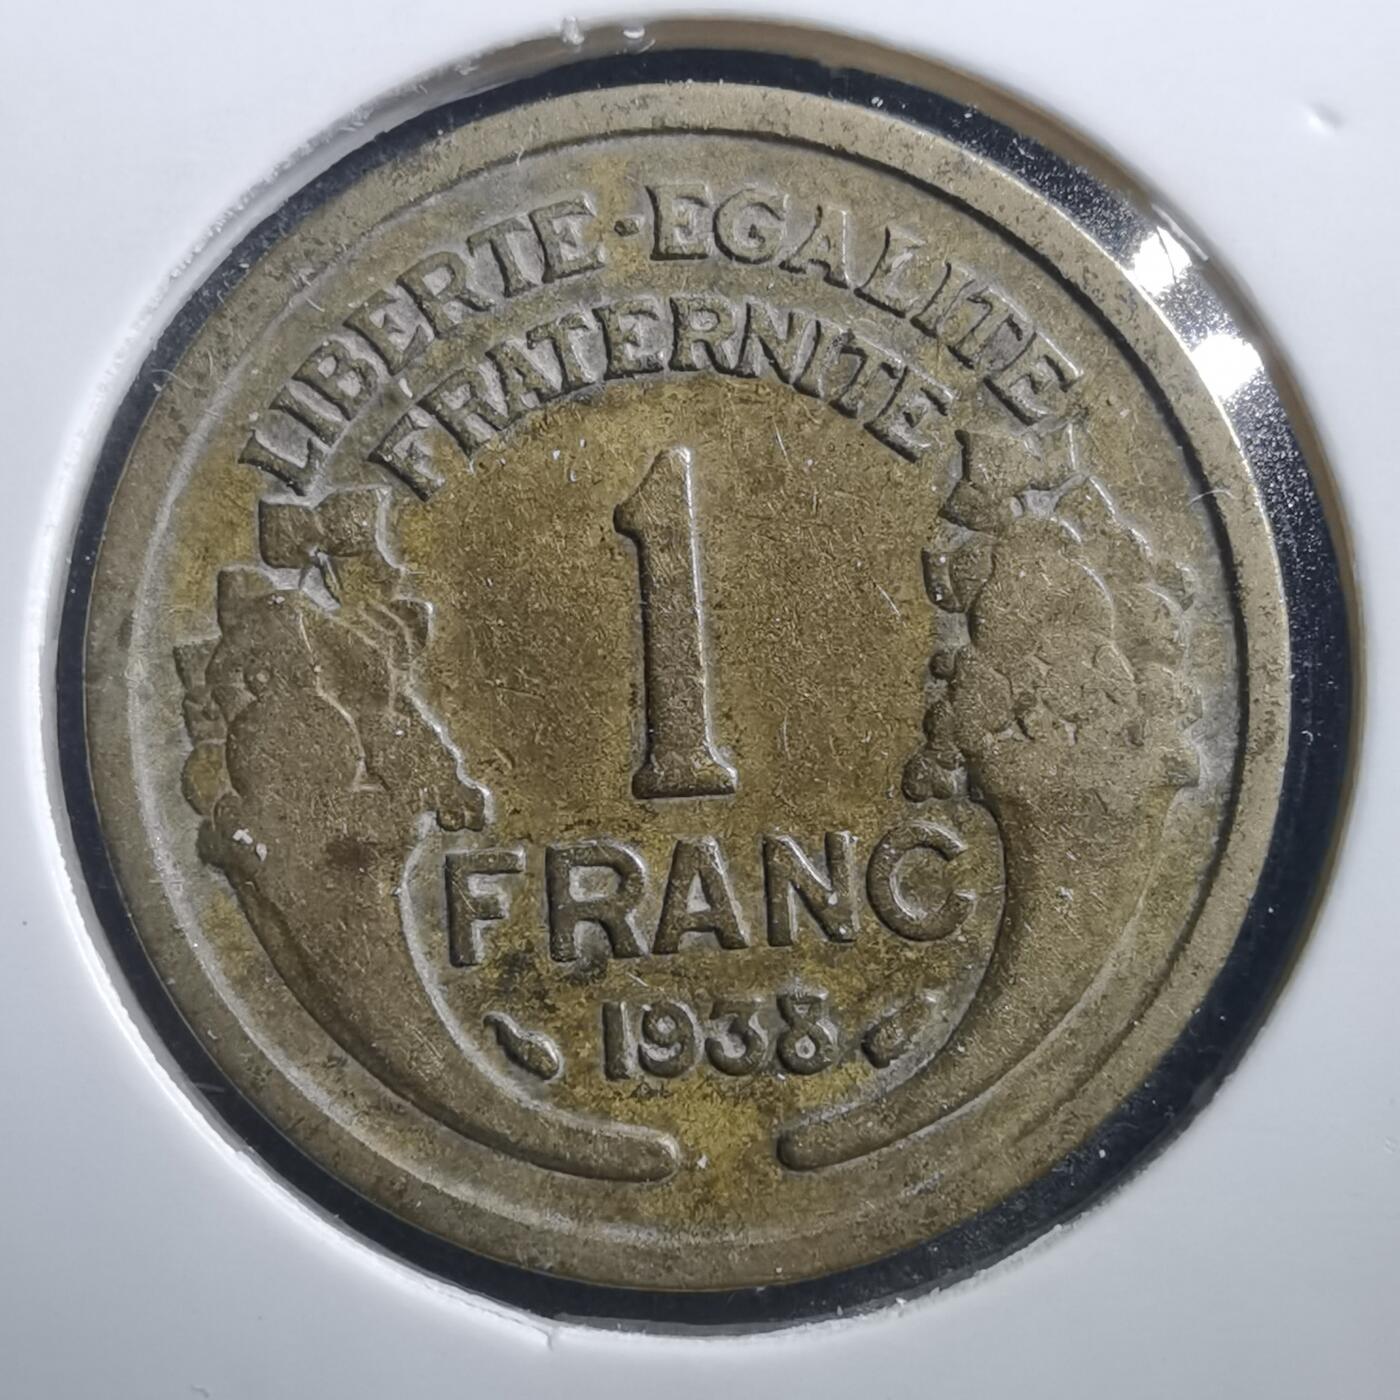 LIBERTE · EGALITE
FRATERNITE
1
FRANC
1938